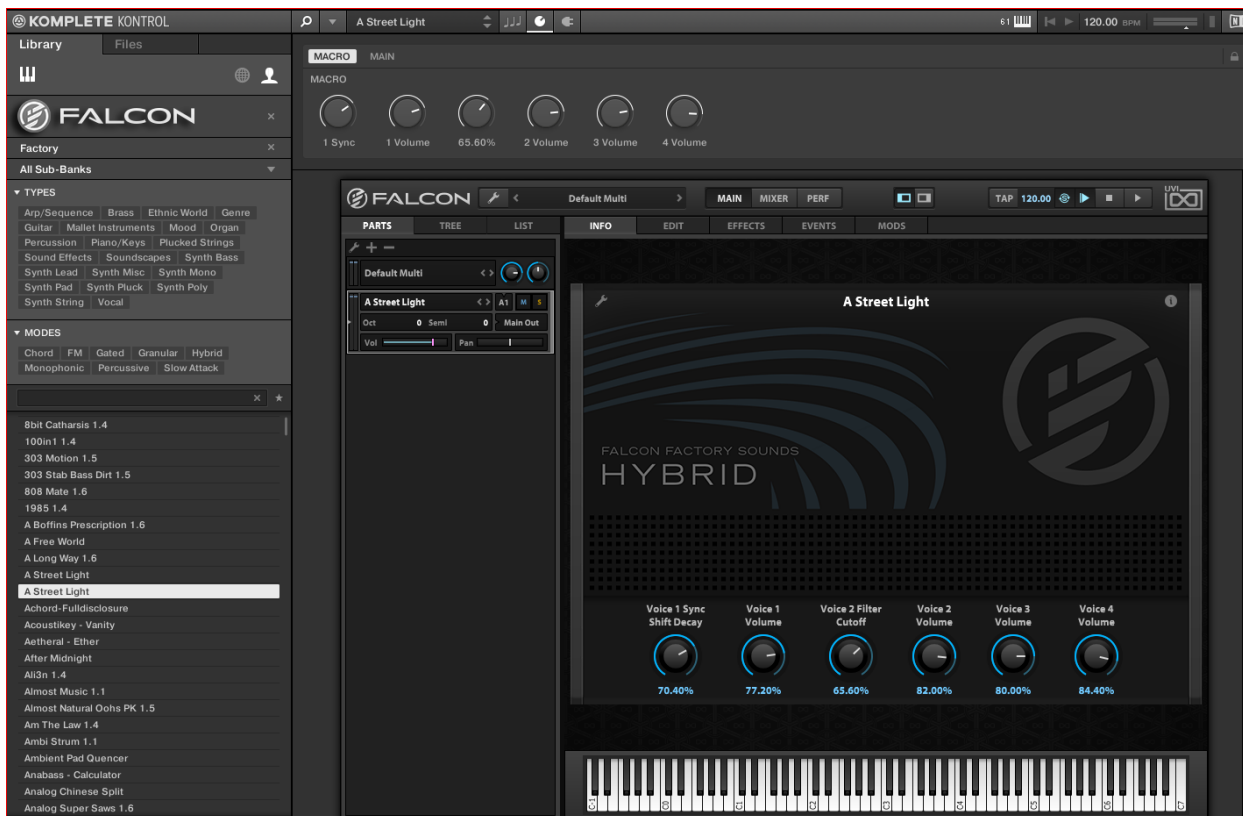 KOMPLETE KONTROL
A Street Light
61
120.00 BPM
Library Files
FALCON
Factory
All Sub-Banks
TYPES
Arp/Sequence Brass Ethnic World Genre
Guitar Mallet Instruments Mood Organ
Percussion Piano/Keys Plucked Strings
Sound Effects Soundscapes Synth Bass
Synth Lead Synth Misc Synth Mono
Synth Pad Synth Pluck Synth Poly
Synth String Vocal
MODES
Chord FM Gated Granular Hybrid
Monophonic Percussive Slow Attack
8bit Catharsis 1.4
100in1 1.4
303 Motion 1.5
303 Stab Bass Dirt 1.5
808 Mate 1.6
1985 1.4
A Boffins Prescription 1.6
A Free World
A Long Way 1.6
A Street Light
A Street Light
Achord-Fulldisclosure
Acoustikey - Vanity
Aetheral - Ether
After Midnight
Ali3n 1.4
Almost Music 1.1
Almost Natural Oohs PK 1.5
Am The Law 1.4
Ambi Strum 1.1
Ambient Pad Quencer
Anabass - Calculator
Analog Chinese Split
Analog Super Saws 1.6
MACRO MAIN
MACRO
1 Sync 1 Volume 65.60% 2 Volume 3 Volume 4 Volume
FALCON Default Multi MAIN MIXER PERF TAP 120.00 UVI
PARTS TREE LIST INFO EDIT EFFECTS EVENTS MODS
Default Multi
A Street Light A1 M S
Oct 0 Semi 0 Main Out
Vol Pan
A Street Light
FALCON FACTORY SOUNDS
HYBRID
Voice 1 Sync Voice 1 Voice 2 Filter Voice 2 Voice 3 Voice 4
Shift Decay Volume Cutoff Volume Volume Volume
70.40% 77.20% 65.60% 82.00% 80.00% 84.40%
C-1 C0 C1 C2 C3 C4 C5 C6 C7